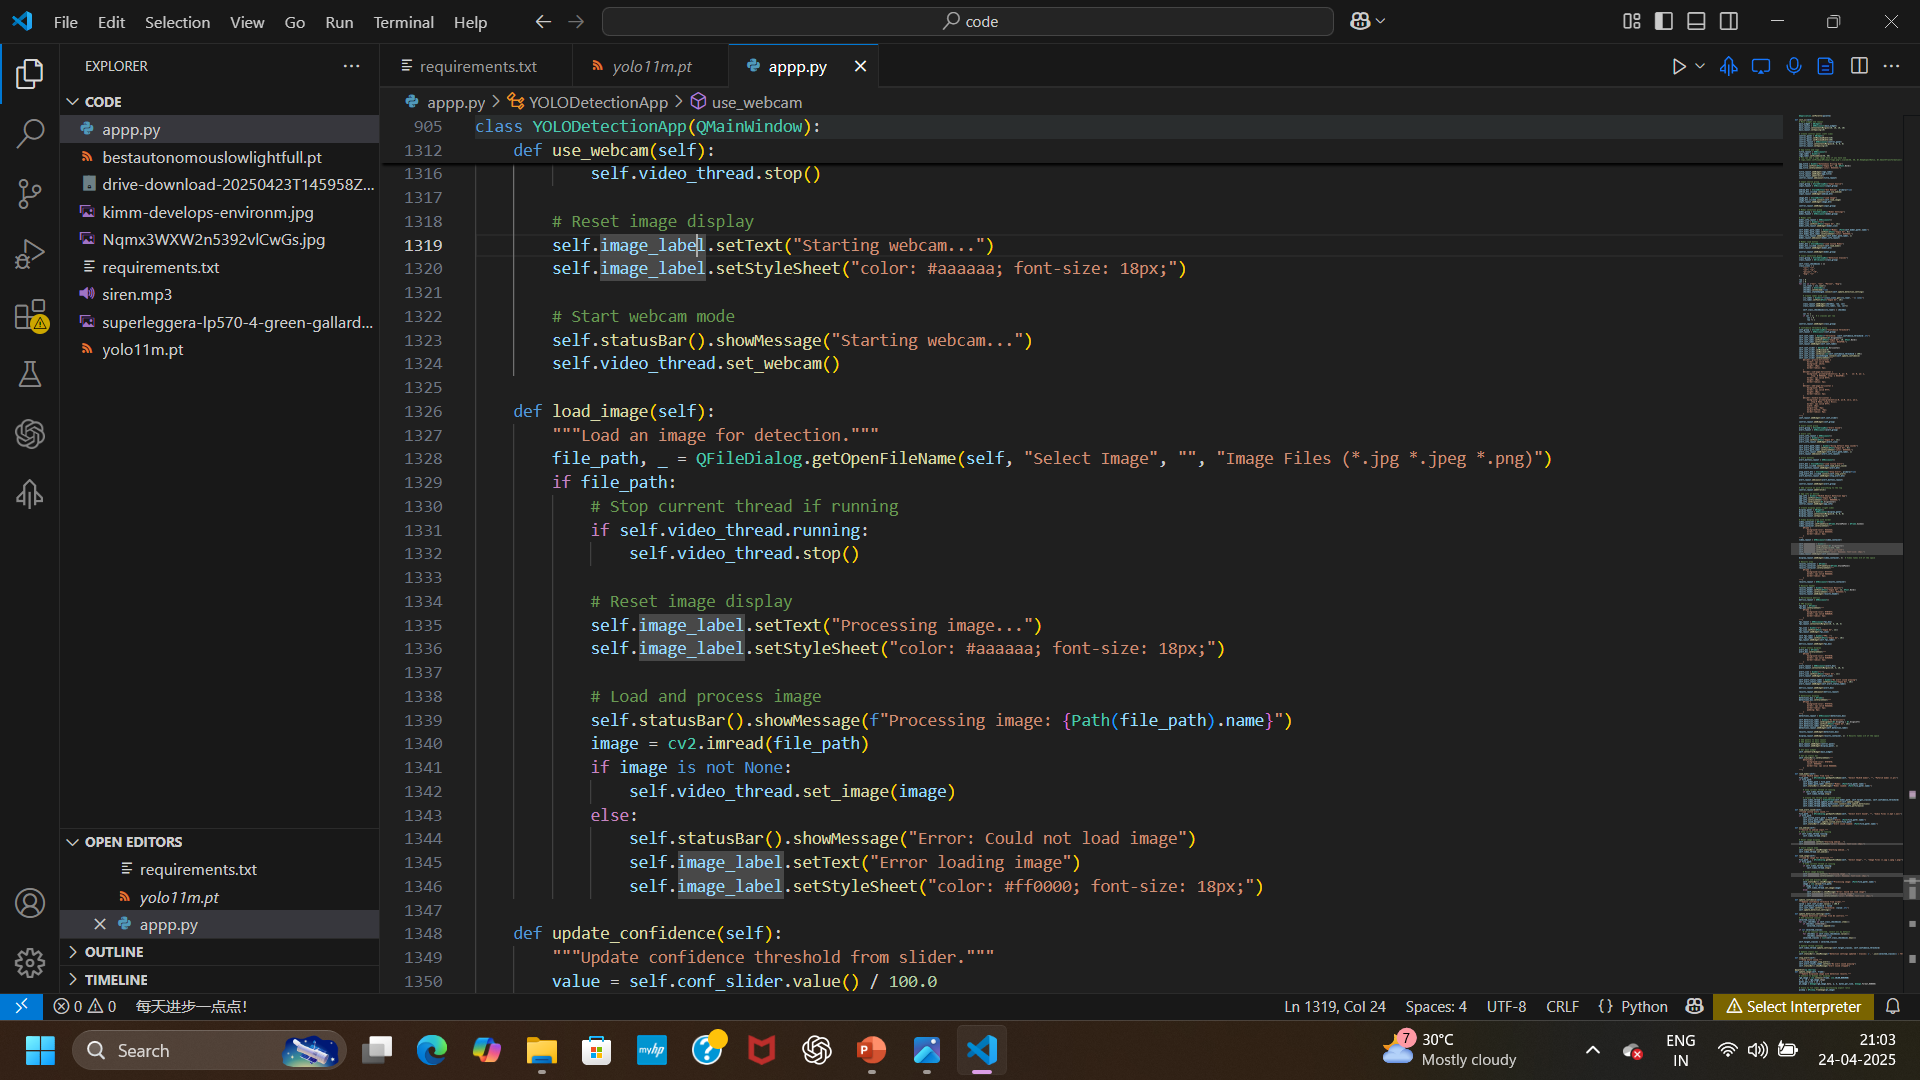 File Edit Selection View Go Run Terminal Help
code
EXPLORER
CODE
appp.py
bestautonomouslowlightfull.pt
drive-download-20250423T145958Z...
kimm-develops-environm.jpg
Nqmx3WXW2n5392vlCwGs.jpg
requirements.txt
siren.mp3
superleggera-lp570-4-green-gallard...
yolo11m.pt
OPEN EDITORS
requirements.txt
yolo11m.pt
appp.py
OUTLINE
TIMELINE
requirements.txt yolo11m.pt appp.py
appp.py > YOLODetectionApp > use_webcam
905 class YOLODetectionApp(QMainWindow):
1312 def use_webcam(self):
1316 self.video_thread.stop()
1317
1318 # Reset image display
1319 self.image_label.setText("Starting webcam...")
1320 self.image_label.setStyleSheet("color: #aaaaaa; font-size: 18px;")
1321
1322 # Start webcam mode
1323 self.statusBar().showMessage("Starting webcam...")
1324 self.video_thread.set_webcam()
1325
1326 def load_image(self):
1327 """Load an image for detection."""
1328 file_path, _ = QFileDialog.getOpenFileName(self, "Select Image", "", "Image Files (*.jpg *.jpeg *.png)")
1329 if file_path:
1330 # Stop current thread if running
1331 if self.video_thread.running:
1332 self.video_thread.stop()
1333
1334 # Reset image display
1335 self.image_label.setText("Processing image...")
1336 self.image_label.setStyleSheet("color: #aaaaaa; font-size: 18px;")
1337
1338 # Load and process image
1339 self.statusBar().showMessage(f"Processing image: {Path(file_path).name}")
1340 image = cv2.imread(file_path)
1341 if image is not None:
1342 self.video_thread.set_image(image)
1343 else:
1344 self.statusBar().showMessage("Error: Could not load image")
1345 self.image_label.setText("Error loading image")
1346 self.image_label.setStyleSheet("color: #ff0000; font-size: 18px;")
1347
1348 def update_confidence(self):
1349 """Update confidence threshold from slider."""
1350 value = self.conf_slider.value() / 100.0
0 0 每天进步一点点! Ln 1319, Col 24 Spaces: 4 UTF-8 CRLF {} Python Select Interpreter
Search
myhp
7
30°C
Mostly cloudy
ENG
IN
21:03
24-04-2025